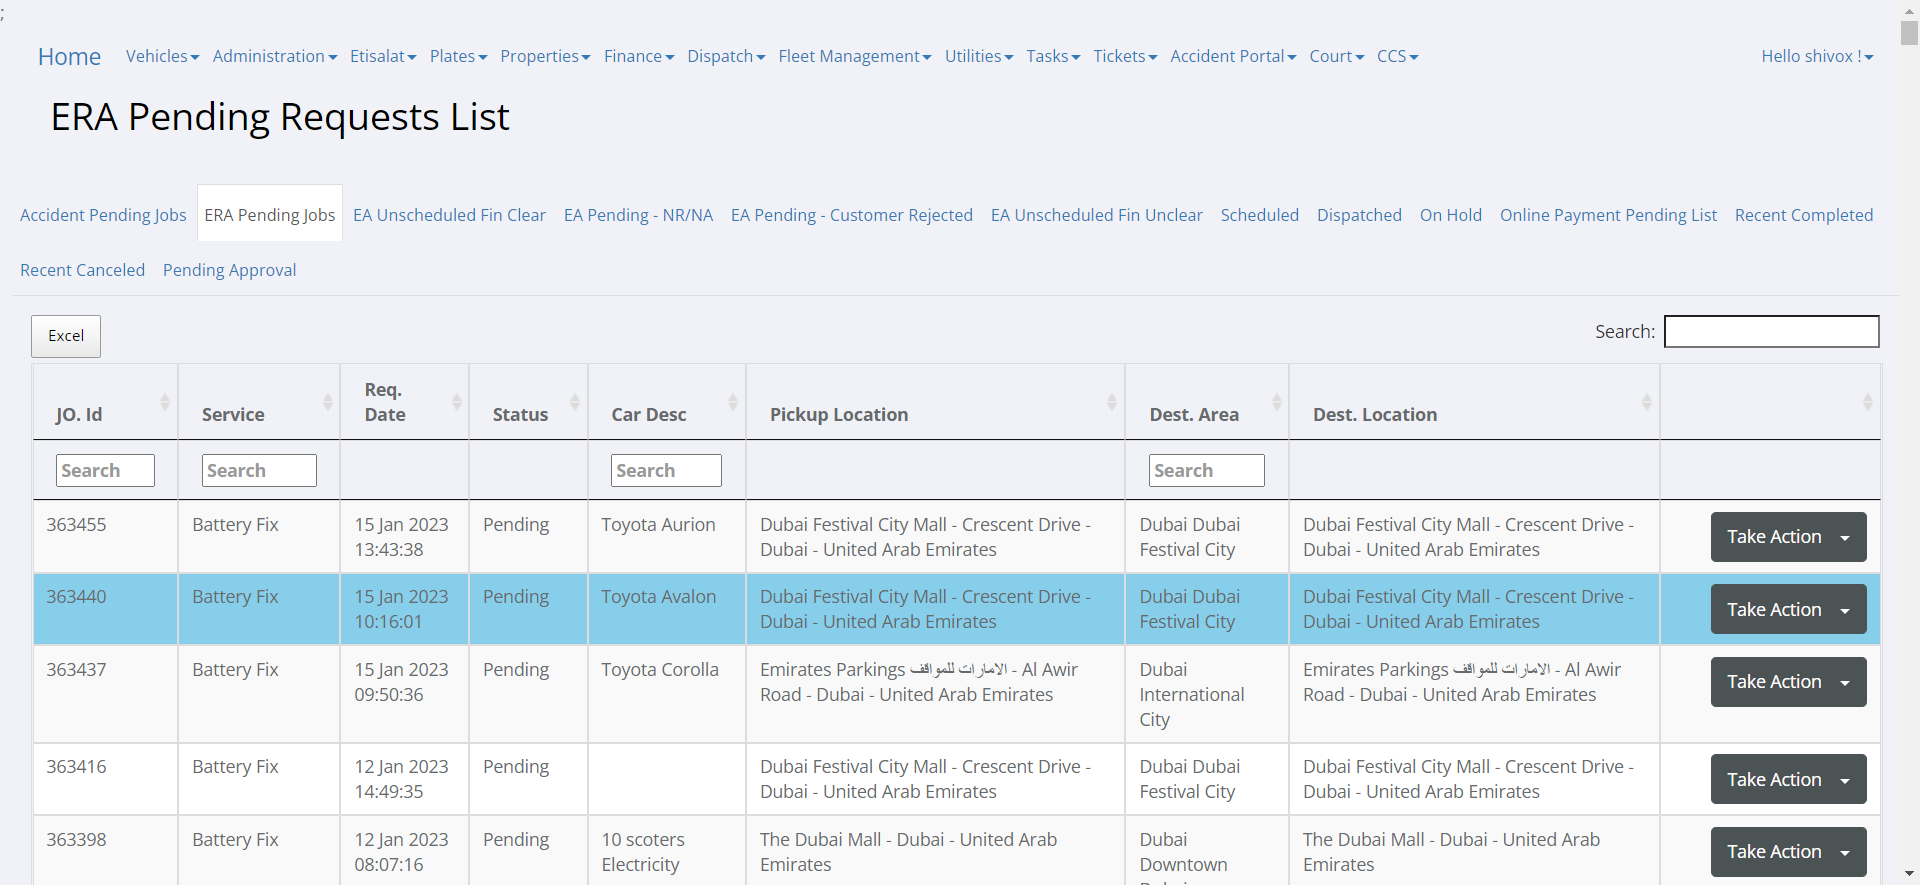 ;
Home Vehicles Administration Etisalat Plates Properties Finance Dispatch Fleet Management Utilities Tasks Tickets Accident Portal Court CCS Hello shivox !
ERA Pending Requests List
Accident Pending Jobs ERA Pending Jobs EA Unscheduled Fin Clear EA Pending - NR/NA EA Pending - Customer Rejected EA Unscheduled Fin Unclear Scheduled Dispatched On Hold Online Payment Pending List Recent Completed
Recent Canceled Pending Approval
Excel Search:
JO. Id Service Req. Date Status Car Desc Pickup Location Dest. Area Dest. Location
Search Search Search Search
363455 Battery Fix 15 Jan 2023 Pending Toyota Aurion Dubai Festival City Mall - Crescent Drive - Dubai Dubai Dubai Festival City Mall - Crescent Drive - Take Action
13:43:38 Dubai - United Arab Emirates Festival City Dubai - United Arab Emirates
363440 Battery Fix 15 Jan 2023 Pending Toyota Avalon Dubai Festival City Mall - Crescent Drive - Dubai Dubai Dubai Festival City Mall - Crescent Drive - Take Action
10:16:01 Dubai - United Arab Emirates Festival City Dubai - United Arab Emirates
363437 Battery Fix 15 Jan 2023 Pending Toyota Corolla Emirates Parkings الامارات للمواقف - Al Awir Dubai Emirates Parkings الامارات للمواقف - Al Awir Take Action
09:50:36 Road - Dubai - United Arab Emirates International Road - Dubai - United Arab Emirates
City
363416 Battery Fix 12 Jan 2023 Pending Dubai Festival City Mall - Crescent Drive - Dubai Dubai Dubai Festival City Mall - Crescent Drive - Take Action
14:49:35 Dubai - United Arab Emirates Festival City Dubai - United Arab Emirates
363398 Battery Fix 12 Jan 2023 Pending 10 scoters The Dubai Mall - Dubai - United Arab Dubai The Dubai Mall - Dubai - United Arab Take Action
08:07:16 Electricity Emirates Downtown Emirates